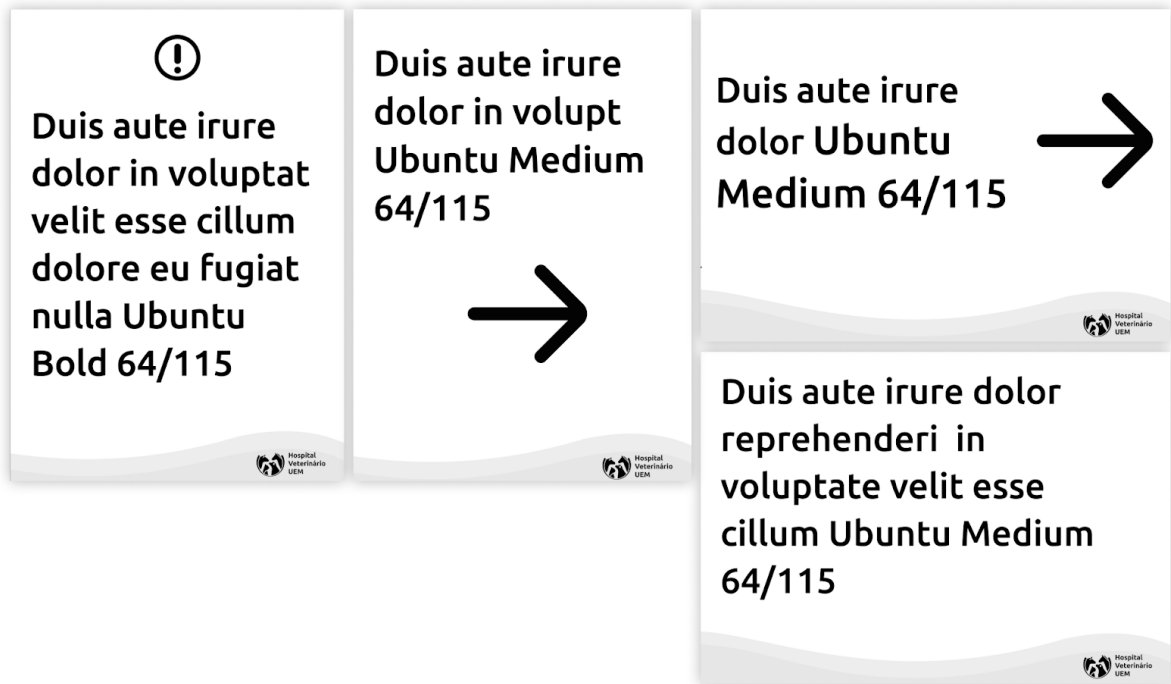 Duis aute irure
dolor in voluptat
velit esse cillum
dolore eu fugiat
nulla Ubuntu
Bold 64/115
Hospital
Veterinário
UEM
Duis aute irure
dolor in volupt
Ubuntu Medium
64/115
Hospital
Veterinário
UEM
Duis aute irure
dolor Ubuntu
Medium 64/115
Hospital
Veterinário
UEM
Duis aute irure dolor
reprehenderi  in
voluptate velit esse
cillum Ubuntu Medium
64/115
Hospital
Veterinário
UEM